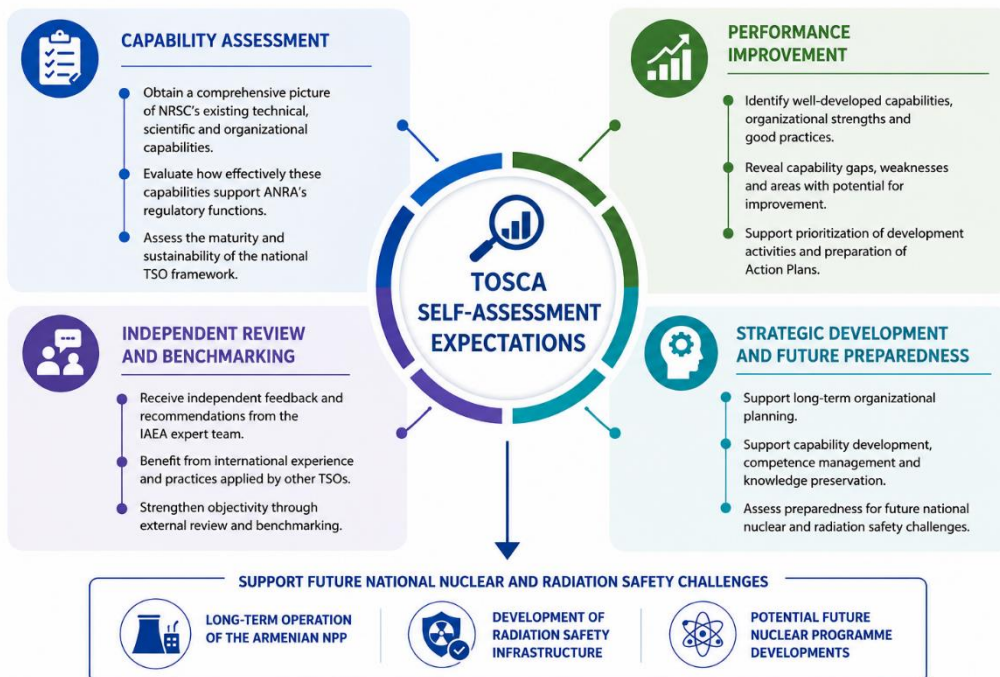 CAPABILITY ASSESSMENT
Obtain a comprehensive picture
of NRSC's existing technical,
scientific and organizational
capabilities.
Evaluate how effectively these
capabilities support ANRA's
regulatory functions.
Assess the maturity and
sustainability of the national
TSO framework.
PERFORMANCE
IMPROVEMENT
Identify well-developed capabilities,
organizational strengths and
good practices.
Reveal capability gaps, weaknesses
and areas with potential for
improvement.
Support prioritization of development
activities and preparation of
Action Plans.
TOSCA
SELF-ASSESSMENT
EXPECTATIONS
INDEPENDENT REVIEW
AND BENCHMARKING
Receive independent feedback and
recommendations from the
IAEA expert team.
Benefit from international experience
and practices applied by other TSOs.
Strengthen objectivity through
external review and benchmarking.
STRATEGIC DEVELOPMENT
AND FUTURE PREPAREDNESS
Support long-term organizational
planning.
Support capability development,
competence management and
knowledge preservation.
Assess preparedness for future national
nuclear and radiation safety challenges.
SUPPORT FUTURE NATIONAL NUCLEAR AND RADIATION SAFETY CHALLENGES
LONG-TERM OPERATION
OF THE ARMENIAN NPP
DEVELOPMENT OF
RADIATION SAFETY
INFRASTRUCTURE
POTENTIAL FUTURE
NUCLEAR PROGRAMME
DEVELOPMENTS